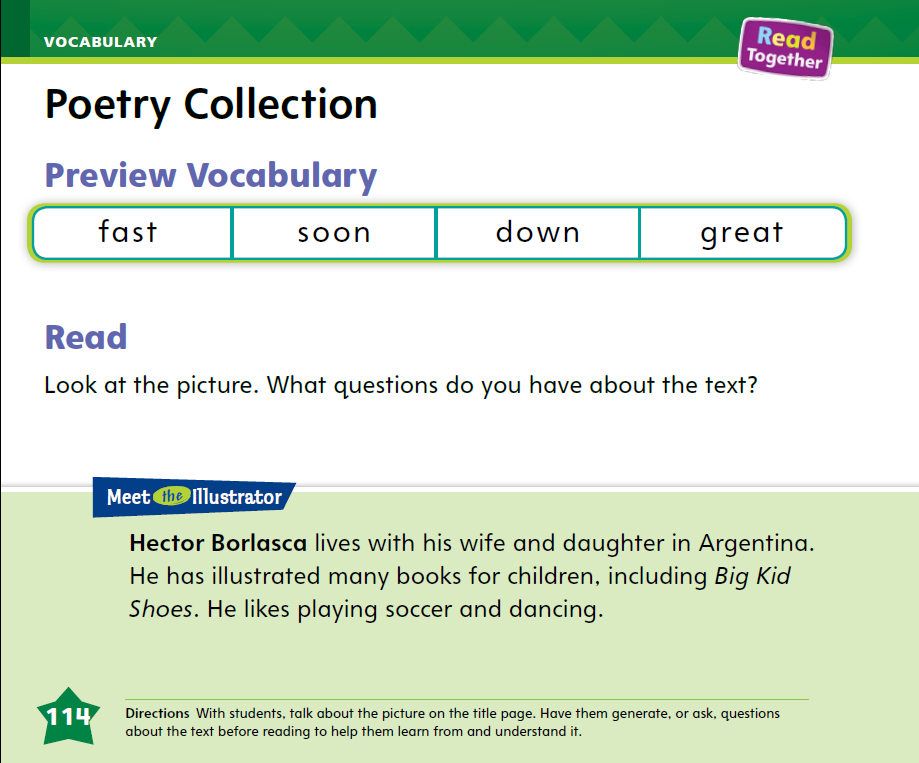 VOCABULARY
Read
Together
Poetry Collection
Preview Vocabulary
fast soon down great
Read
Look at the picture. What questions do you have about the text?
Meet the Illustrator
Hector Borlasca lives with his wife and daughter in Argentina.
He has illustrated many books for children, including Big Kid
Shoes. He likes playing soccer and dancing.
114
Directions With students, talk about the picture on the title page. Have them generate, or ask, questions
about the text before reading to help them learn from and understand it.